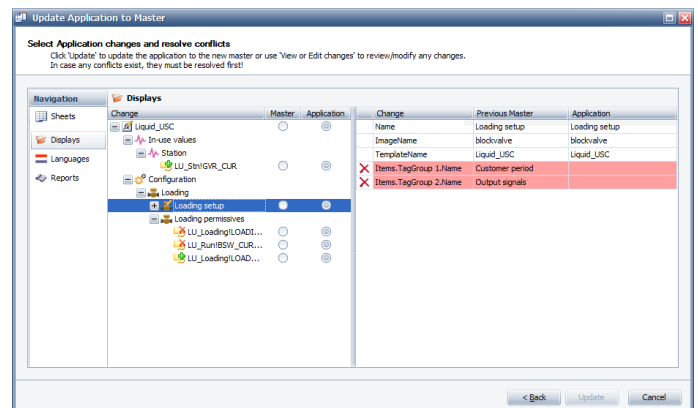 Update Application to Master
Select Application changes and resolve conflicts
Click 'Update' to update the application to the new master or use 'View or Edit changes' to review/modify any changes.
In case any conflicts exist, they must be resolved first!
Navigation
Sheets
Displays
Languages
Reports
Displays
Change Master Application
Liquid_USC
In-use values
Station
LU_Stn!GVR_CUR
Configuration
Loading
Loading setup
Loading permissives
LU_Loading!LOADI...
LU_Run!BSW_CUR...
LU_Loading!LOAD...
Change Previous Master Application
Name Loading setup Loading setup
ImageName blockvalve blockvalve
TemplateName Liquid_USC Liquid_USC
Items.TagGroup 1.Name Customer period
Items.TagGroup 2.Name Output signals
< Back Update Cancel